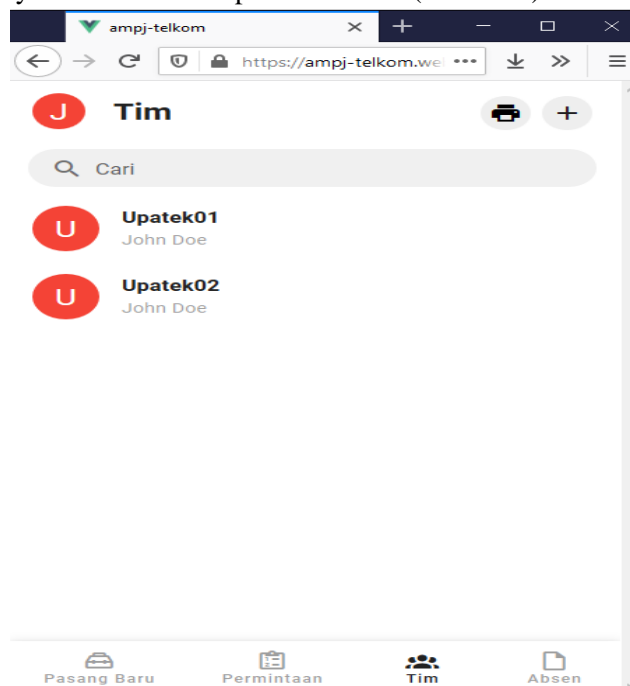 ampj-telkom
https://ampj-telkom.we
J Tim
Cari
U Upatek01
John Doe
U Upatek02
John Doe
Pasang Baru Permintaan Tim Absen